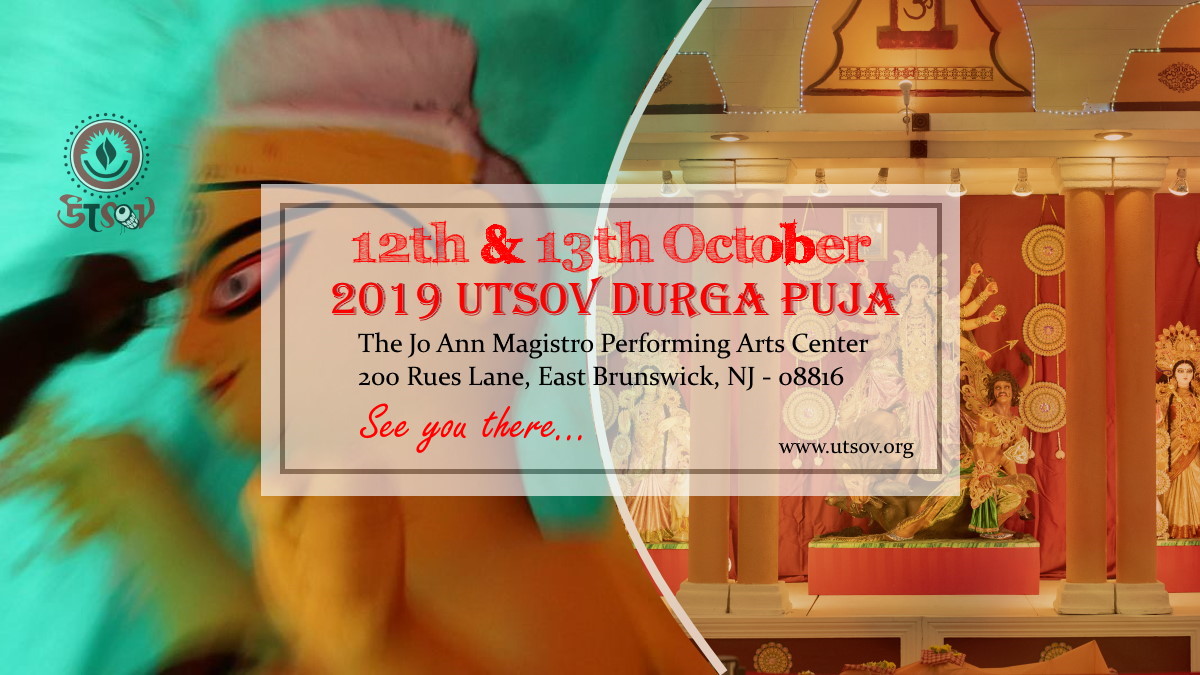 উTSOV
12th & 13th October
2019 UTSOV DURGA PUJA
The Jo Ann Magistro Performing Arts Center
200 Rues Lane, East Brunswick, NJ - 08816
See you there...
www.utsov.org
ॐ